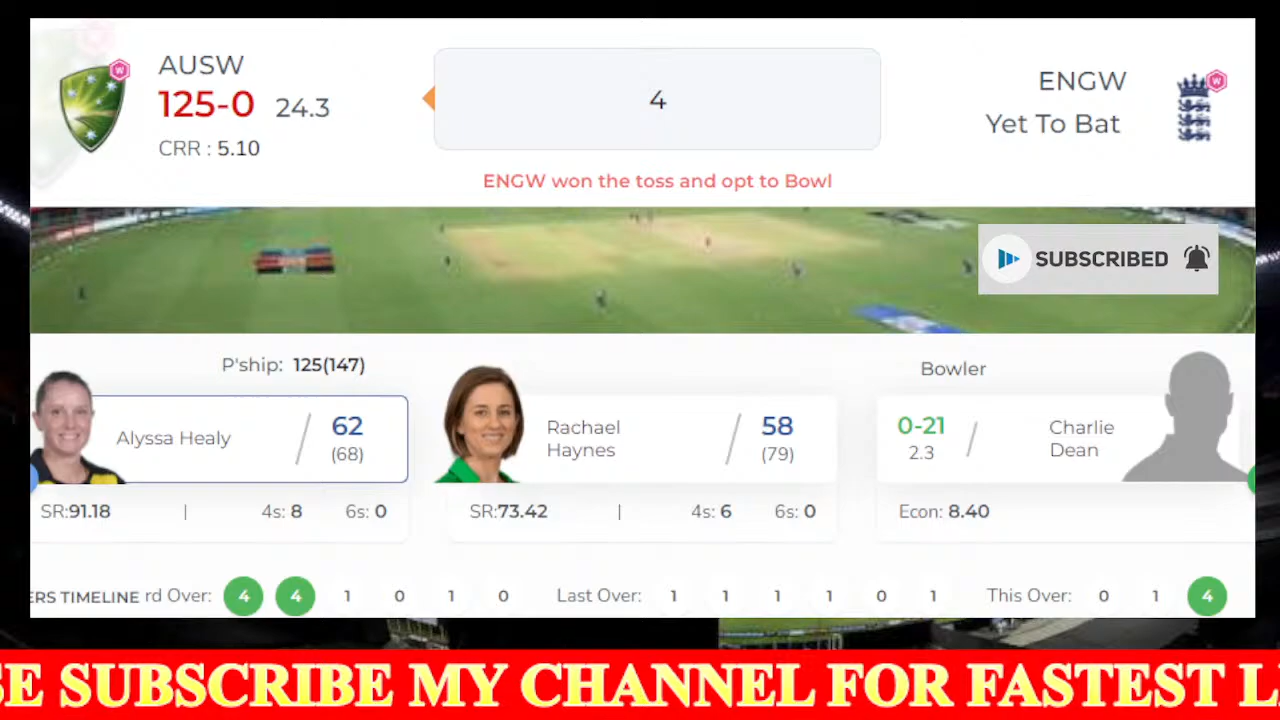 AUSW
125-0 24.3
CRR : 5.10
4
ENGW won the toss and opt to Bowl
ENGW
Yet To Bat
W
W
SUBSCRIBED
P'ship: 125(147)
Alyssa Healy
62
(68)
SR:91.18 | 4s: 8 6s: 0
Rachael
Haynes
58
(79)
SR:73.42 | 4s: 6 6s: 0
Bowler
0-21
2.3
Charlie
Dean
Econ: 8.40
ERS TIMELINE rd Over: 4 4 1 0 1 0 Last Over: 1 1 1 1 0 1 This Over: 0 1 4
SE SUBSCRIBE MY CHANNEL FOR FASTEST L